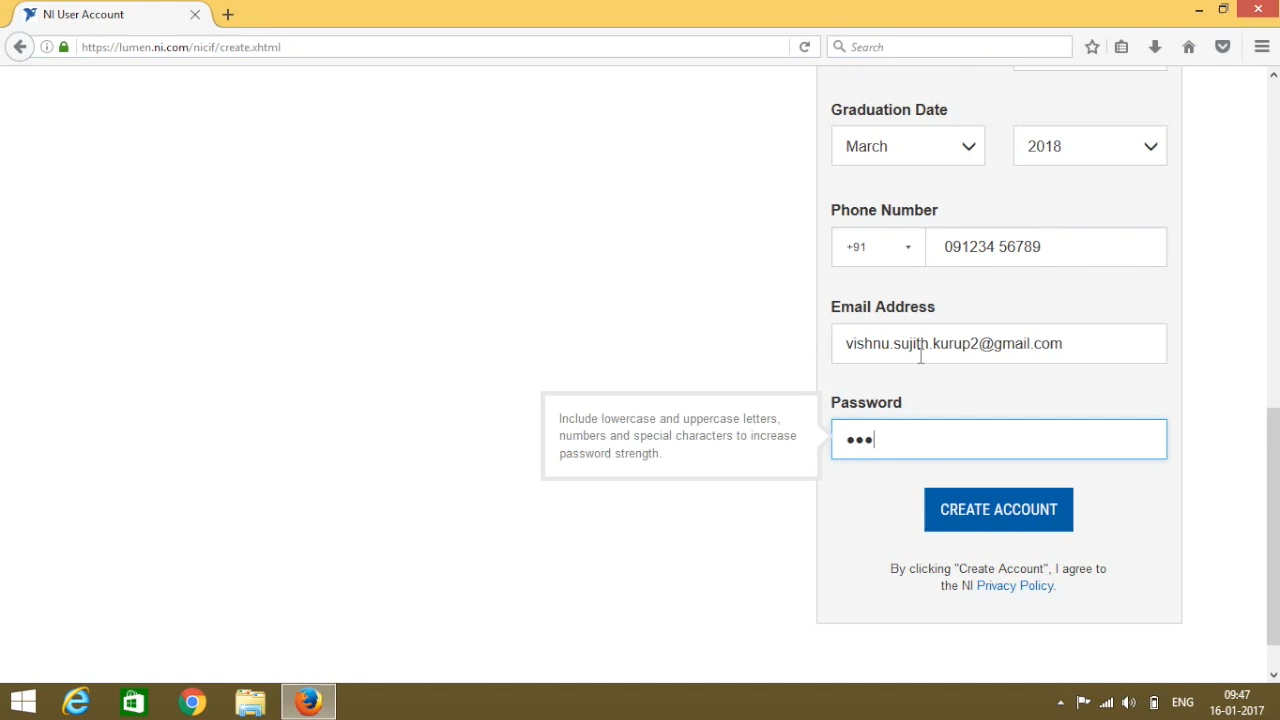 NI User Account
https://lumen.ni.com/nicif/create.xhtml
Search
Graduation Date
March
2018
Phone Number
+91
091234 56789
Email Address
vishnu.sujith.kurup2@gmail.com
Include lowercase and uppercase letters,
numbers and special characters to increase
password strength.
Password
●●●
CREATE ACCOUNT
By clicking "Create Account", I agree to
the NI Privacy Policy.
ENG
09:47
16-01-2017